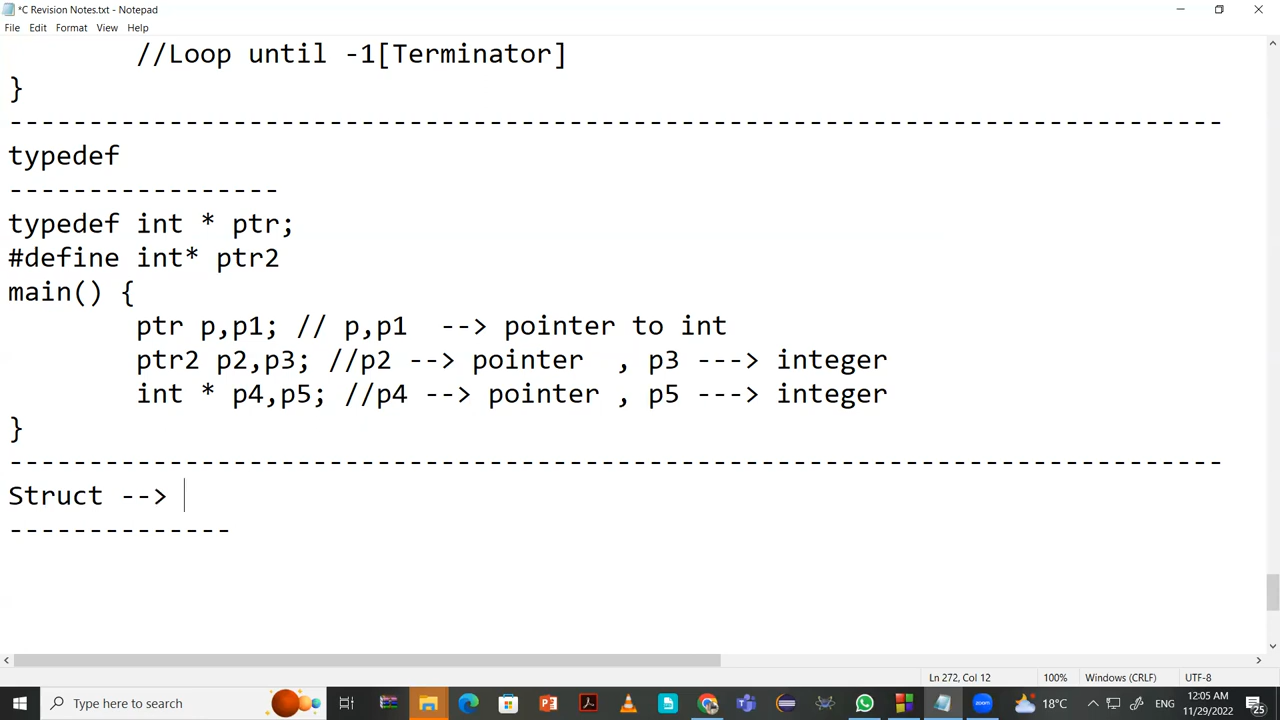 *C Revision Notes.txt - Notepad
File Edit Format View Help
//Loop until -1[Terminator]
}
----------------------------------------------------------------------------
typedef
-----------------
typedef int * ptr;
#define int* ptr2
main() {
ptr p,p1; // p,p1 --> pointer to int
ptr2 p2,p3; //p2 --> pointer , p3 ---> integer
int * p4,p5; //p4 --> pointer , p5 ---> integer
}
----------------------------------------------------------------------------
Struct -->
--------------
Ln 272, Col 12 100% Windows (CRLF) UTF-8
Type here to search 18°C ENG 12:05 AM 11/29/2022 25
zoom